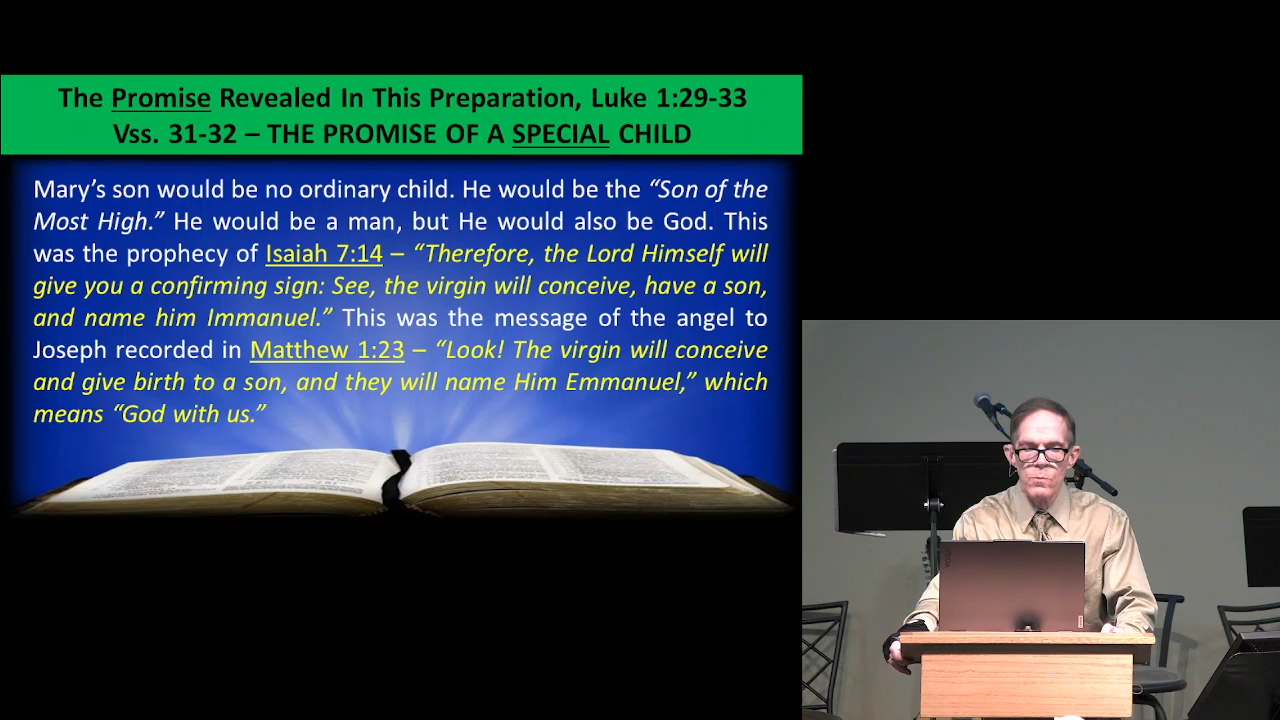 The Promise Revealed In This Preparation, Luke 1:29-33
Vss. 31-32 – THE PROMISE OF A SPECIAL CHILD
Mary’s son would be no ordinary child. He would be the “Son of the
Most High.” He would be a man, but He would also be God. This
was the prophecy of Isaiah 7:14 – “Therefore, the Lord Himself will
give you a confirming sign: See, the virgin will conceive, have a son,
and name him Immanuel.” This was the message of the angel to
Joseph recorded in Matthew 1:23 – “Look! The virgin will conceive
and give birth to a son, and they will name Him Emmanuel,” which
means “God with us.”